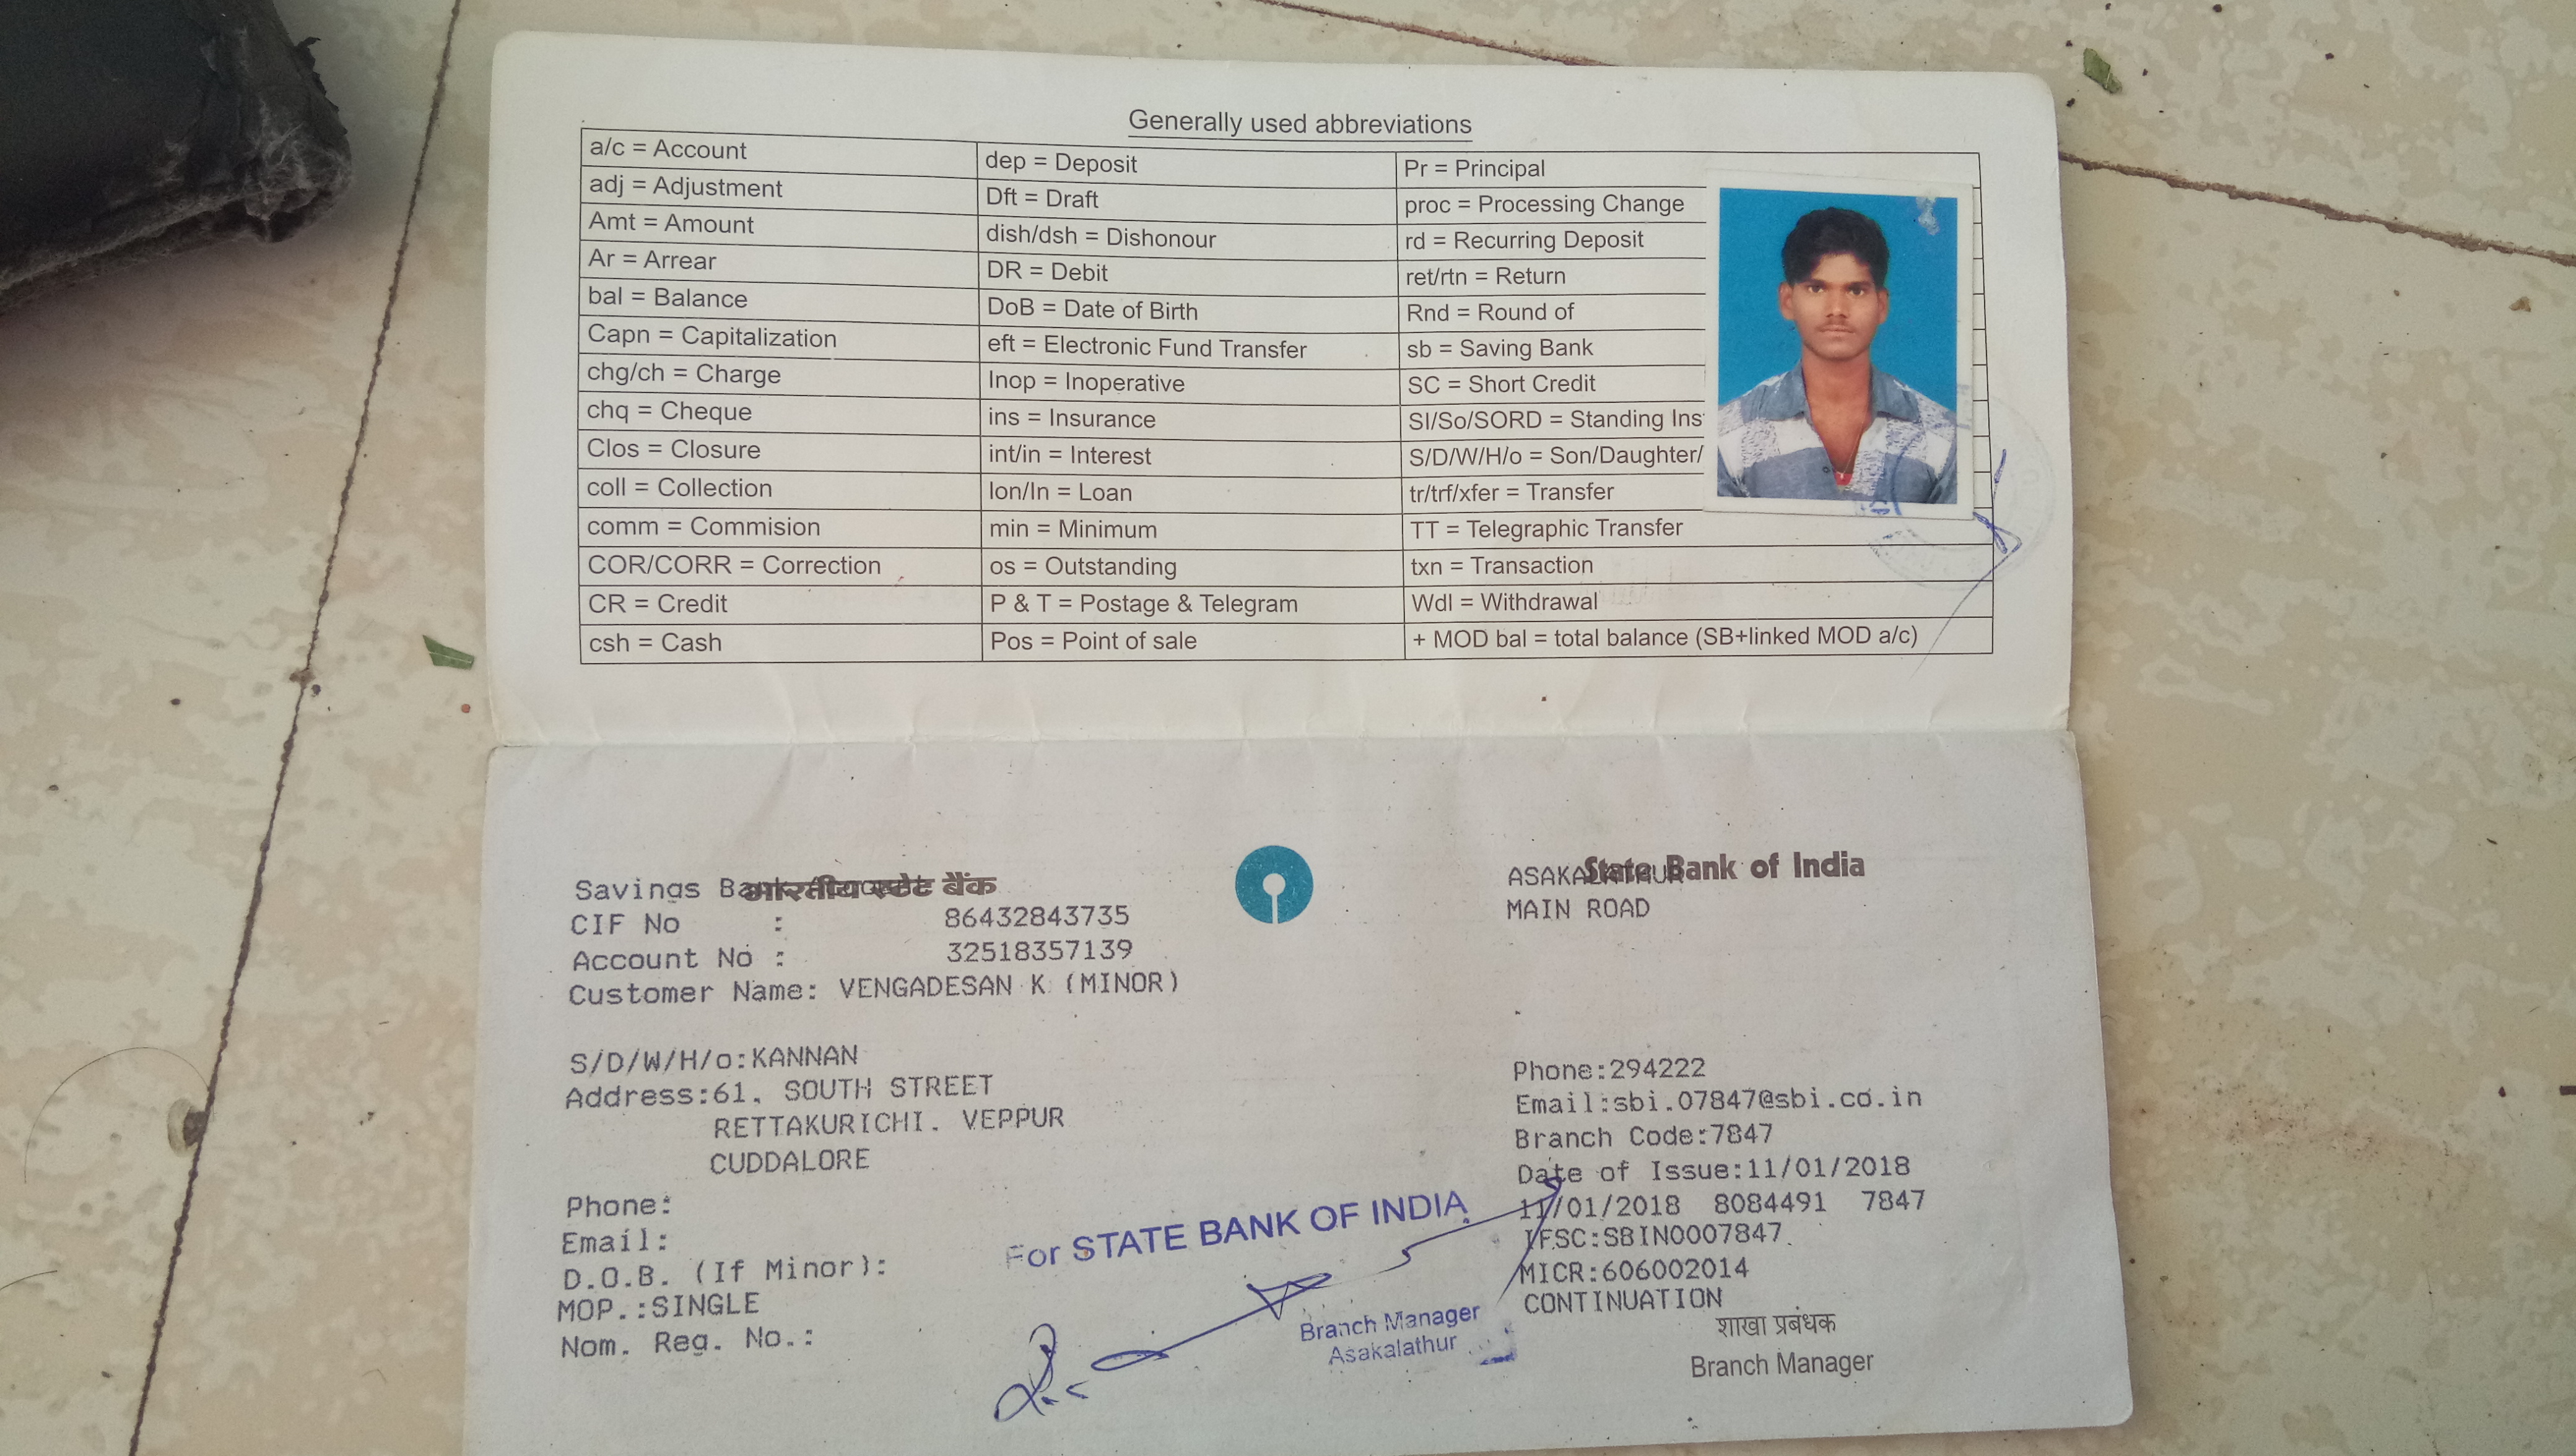 Generally used abbreviations
a/c = Account
adj = Adjustment
Amt = Amount
Ar = Arrear
bal = Balance
Capn = Capitalization
chg/ch = Charge
chq = Cheque
Clos = Closure
coll = Collection
comm = Commision
COR/CORR = Correction
CR = Credit
csh = Cash
dep = Deposit
Dft = Draft
dish/dsh = Dishonour
DR = Debit
DoB = Date of Birth
eft = Electronic Fund Transfer
Inop = Inoperative
ins = Insurance
int/in = Interest
lon/ln = Loan
min = Minimum
os = Outstanding
P & T = Postage & Telegram
Pos = Point of sale
Pr = Principal
proc = Processing Change
rd = Recurring Deposit
ret/rtn = Return
Rnd = Round of
sb = Saving Bank
SC = Short Credit
SI/So/SORD = Standing Ins
S/D/W/H/o = Son/Daughter/
tr/trf/xfer = Transfer
TT = Telegraphic Transfer
txn = Transaction
Wdl = Withdrawal
+ MOD bal = total balance (SB+linked MOD a/c)
भारतीय स्टेट बैंक
State Bank of India
Savings Bank
CIF No : 86432843735
Account No : 32518357139
Customer Name: VENGADESAN K (MINOR)
S/D/W/H/o:KANNAN
Address:61, SOUTH STREET
RETTAKURICHI. VEPPUR
CUDDALORE
Phone:
Email:
D.O.B. (If Minor):
MOP.:SINGLE
Nom. Reg. No.:
For STATE BANK OF INDIA
Branch Manager
Asakalathur
ASAKALATHUR
MAIN ROAD
Phone:294222
Email:sbi.07847@sbi.co.in
Branch Code:7847
Date of Issue:11/01/2018
11/01/2018 8084491 7847
IFSC:SBIN0007847
MICR:606002014
CONTINUATION
शाखा प्रबंधक
Branch Manager